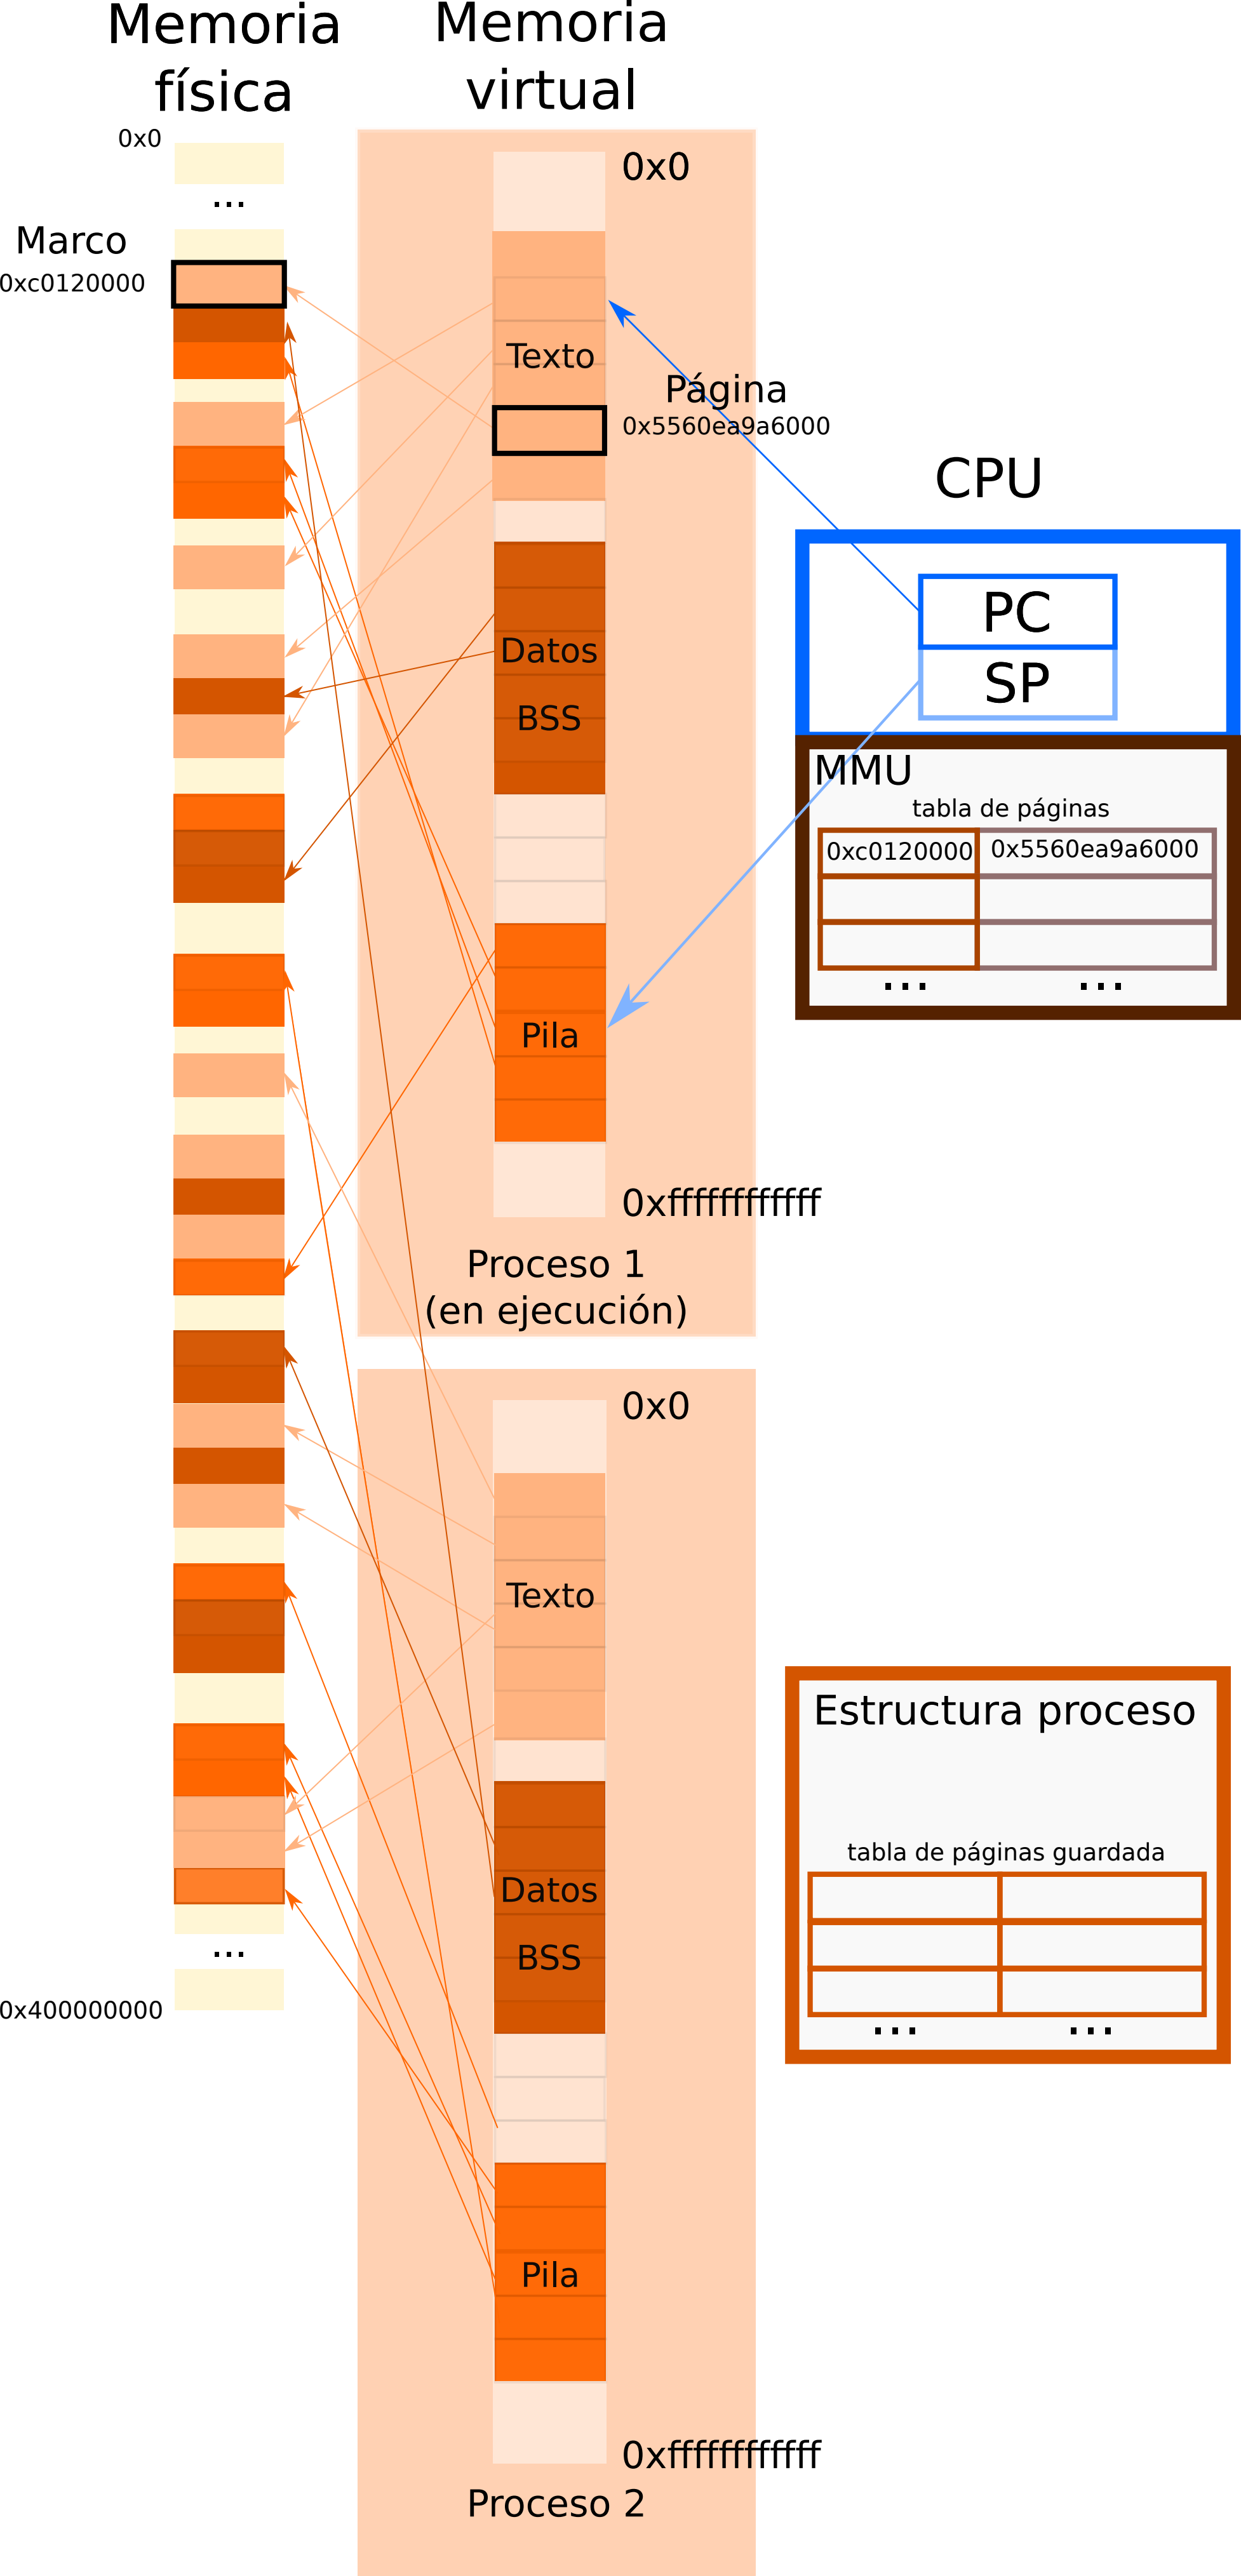 Memoria
física
Memoria
virtual
0x0
...
Marco
0xc0120000
0x0
Texto
Página
0x5560ea9a6000
Datos
BSS
Pila
0xffffffffffff
Proceso 1
(en ejecución)
CPU
PC
SP
MMU
tabla de páginas
0xc0120000 0x5560ea9a6000
... ...
0x0
Texto
Datos
BSS
Pila
0xffffffffffff
Proceso 2
Estructura proceso
tabla de páginas guardada
... ...
...
0x400000000